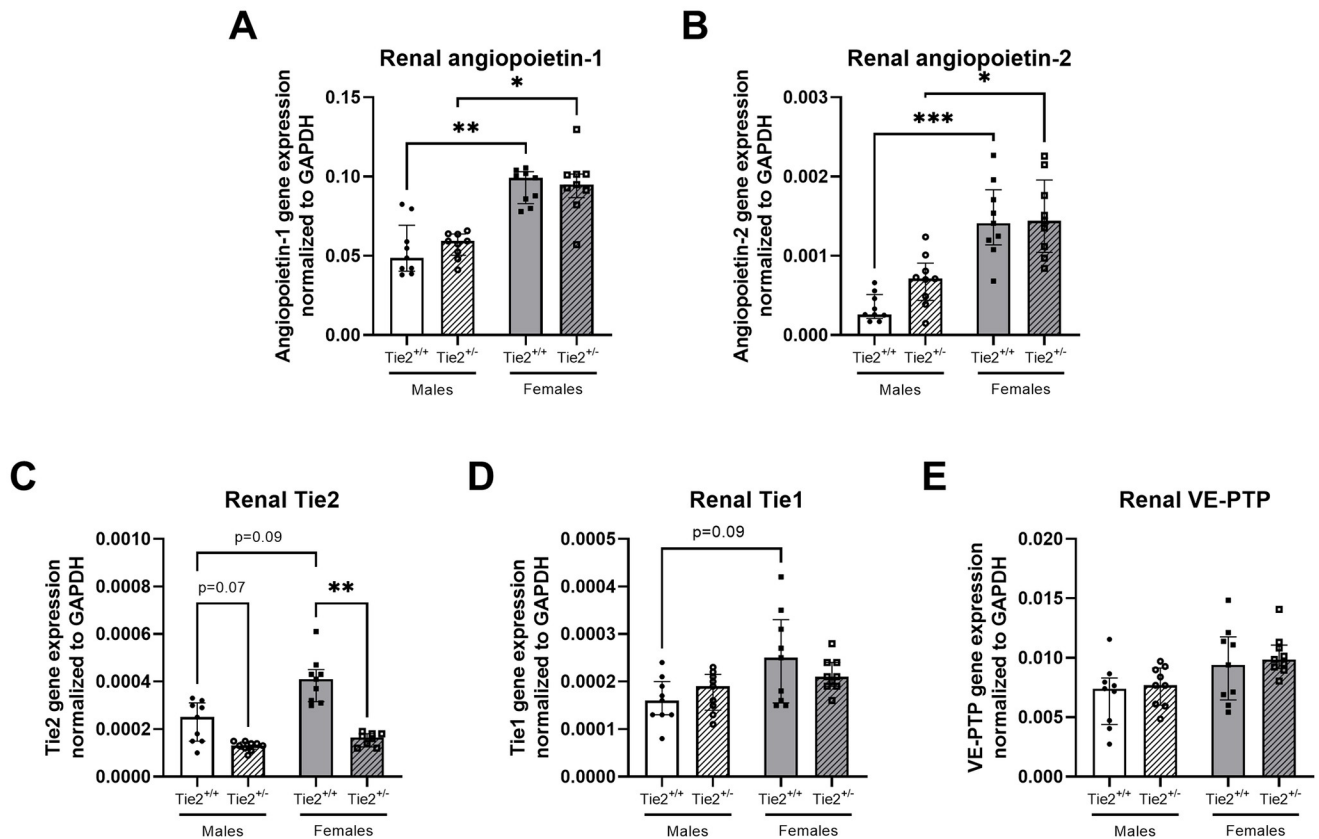 A
Renal angiopoietin-1
Angiopoietin-1 gene expression
normalized to GAPDH
0.15
0.10
0.05
0.00
**
*
Tie2+/+ Tie2+/- Tie2+/+ Tie2+/-
Males Females
B
Renal angiopoietin-2
Angiopoietin-2 gene expression
normalized to GAPDH
0.003
0.002
0.001
0.000
***
*
Tie2+/+ Tie2+/- Tie2+/+ Tie2+/-
Males Females
C
Renal Tie2
Tie2 gene expression
normalized to GAPDH
0.0010
0.0008
0.0006
0.0004
0.0002
0.0000
p=0.09
p=0.07
**
Tie2+/+ Tie2+/- Tie2+/+ Tie2+/-
Males Females
D
Renal Tie1
Tie1 gene expression
normalized to GAPDH
0.0005
0.0004
0.0003
0.0002
0.0001
0.0000
p=0.09
Tie2+/+ Tie2+/- Tie2+/+ Tie2+/-
Males Females
E
Renal VE-PTP
VE-PTP gene expression
normalized to GAPDH
0.020
0.015
0.010
0.005
0.000
Tie2+/+ Tie2+/- Tie2+/+ Tie2+/-
Males Females